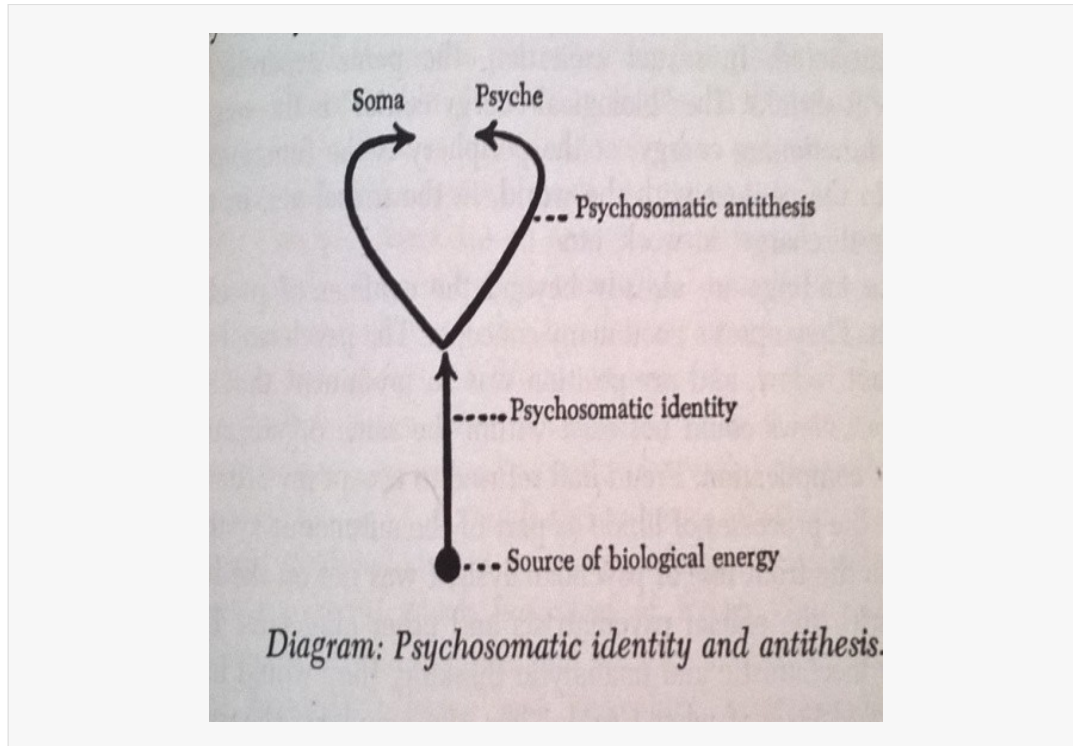 Soma
Psyche
Psychosomatic antithesis
Psychosomatic identity
Source of biological energy
Diagram: Psychosomatic identity and antithesis.